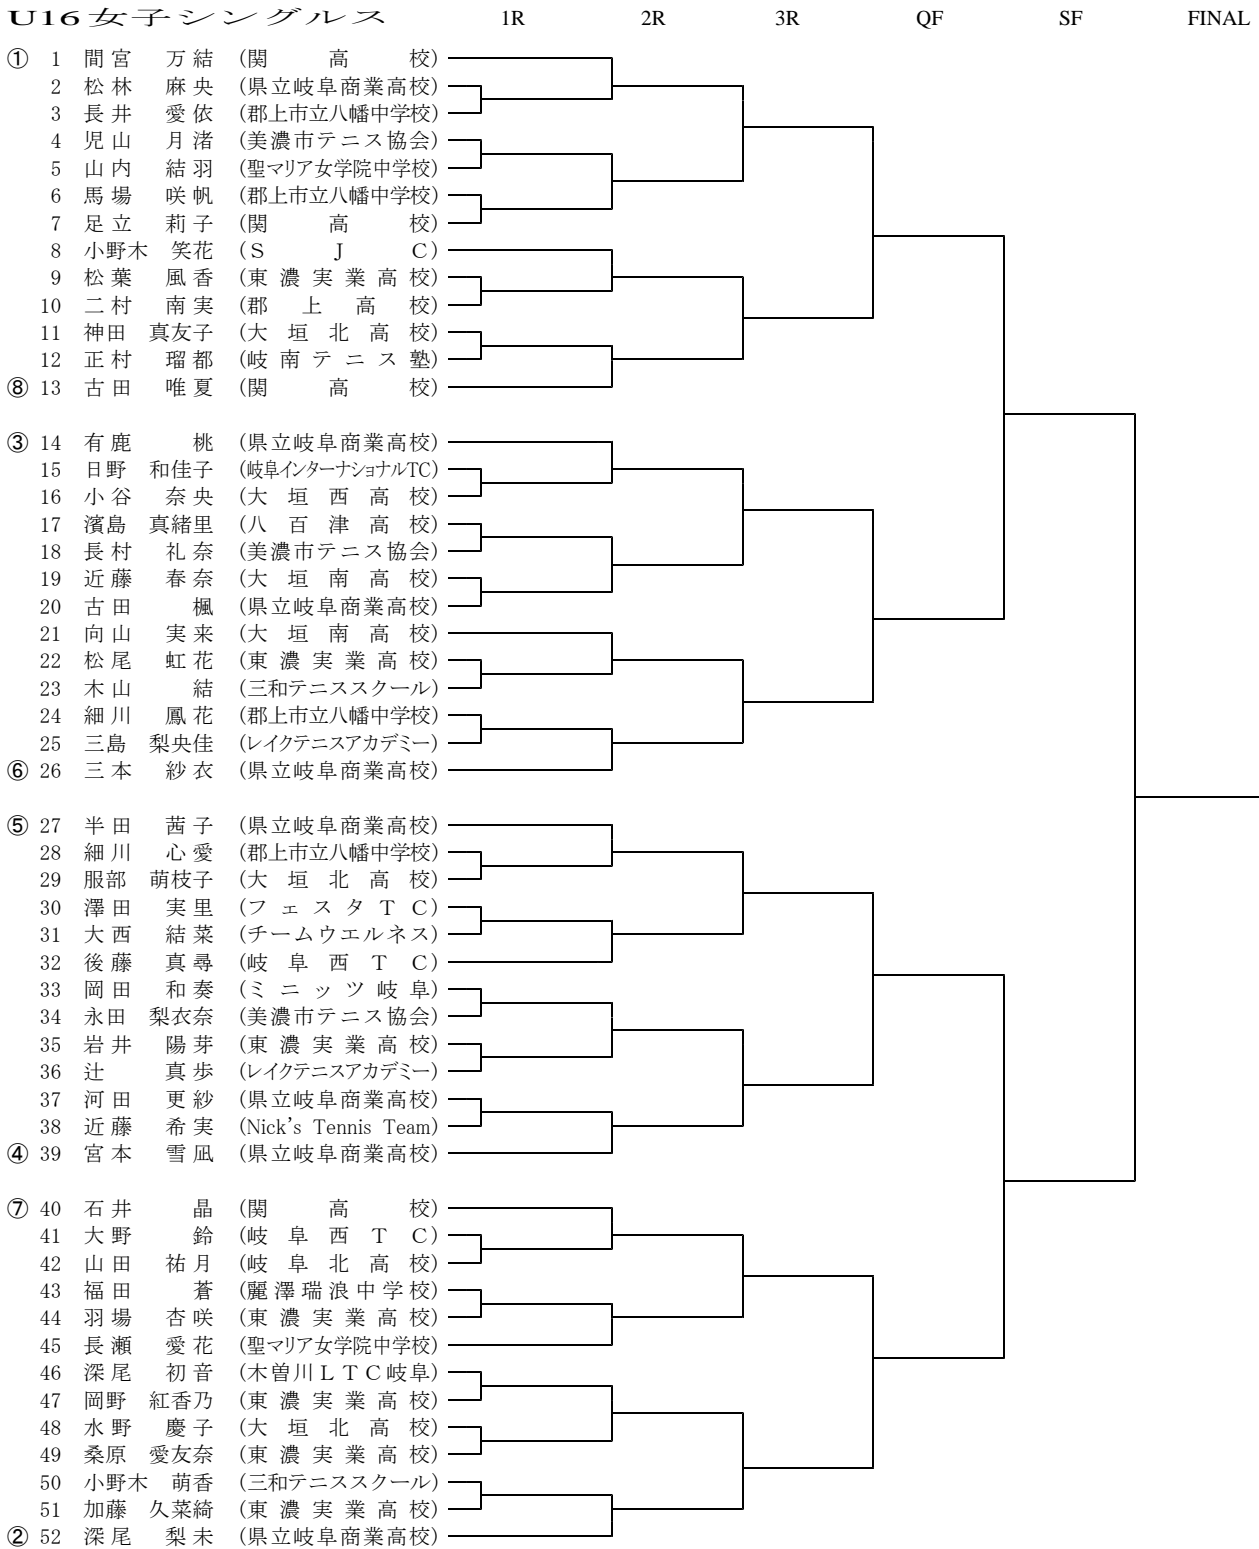 U16女子シングルス 1R 2R 3R QF SF FINAL
① 1 間宮 万結 (関高校)
2 松林 麻央 (県立岐阜商業高校)
3 長井 愛依 (郡上市立八幡中学校)
4 児山 月渚 (美濃市テニス協会)
5 山内 結羽 (聖マリア女学院中学校)
6 馬場 咲帆 (郡上市立八幡中学校)
7 足立 莉子 (関高校)
8 小野木 笑花 (SJC)
9 松葉 風香 (東濃実業高校)
10 二村 南実 (郡上高校)
11 神田 真友子 (大垣北高校)
12 正村 瑠都 (岐南テニス塾)
⑧ 13 古田 唯夏 (関高校)
③ 14 有鹿 桃 (県立岐阜商業高校)
15 日野 和佳子 (岐阜インターナショナルTC)
16 小谷 奈央 (大垣西高校)
17 濱島 真緒里 (八百津高校)
18 長村 礼奈 (美濃市テニス協会)
19 近藤 春奈 (大垣南高校)
20 古田 楓 (県立岐阜商業高校)
21 向山 実来 (大垣南高校)
22 松尾 虹花 (東濃実業高校)
23 木山 結 (三和テニススクール)
24 細川 鳳花 (郡上市立八幡中学校)
25 三島 梨央佳 (レイクテニスアカデミー)
⑥ 26 三本 紗衣 (県立岐阜商業高校)
⑤ 27 半田 茜子 (県立岐阜商業高校)
28 細川 心愛 (郡上市立八幡中学校)
29 服部 萌枝子 (大垣北高校)
30 澤田 実里 (フェスタTC)
31 大西 結菜 (チームウエルネス)
32 後藤 真尋 (岐阜西TC)
33 岡田 和奏 (ミニッツ岐阜)
34 永田 梨衣奈 (美濃市テニス協会)
35 岩井 陽芽 (東濃実業高校)
36 辻 真歩 (レイクテニスアカデミー)
37 河田 更紗 (県立岐阜商業高校)
38 近藤 希実 (Nick's Tennis Team)
④ 39 宮本 雪凪 (県立岐阜商業高校)
⑦ 40 石井 晶 (関高校)
41 大野 鈴 (岐阜西TC)
42 山田 祐月 (岐阜北高校)
43 福田 蒼 (麗澤瑞浪中学校)
44 羽場 杏咲 (東濃実業高校)
45 長瀬 愛花 (聖マリア女学院中学校)
46 深尾 初音 (木曽川LTC岐阜)
47 岡野 紅香乃 (東濃実業高校)
48 水野 慶子 (大垣北高校)
49 桑原 愛友奈 (東濃実業高校)
50 小野木 萌香 (三和テニススクール)
51 加藤 久菜綺 (東濃実業高校)
② 52 深尾 梨未 (県立岐阜商業高校)